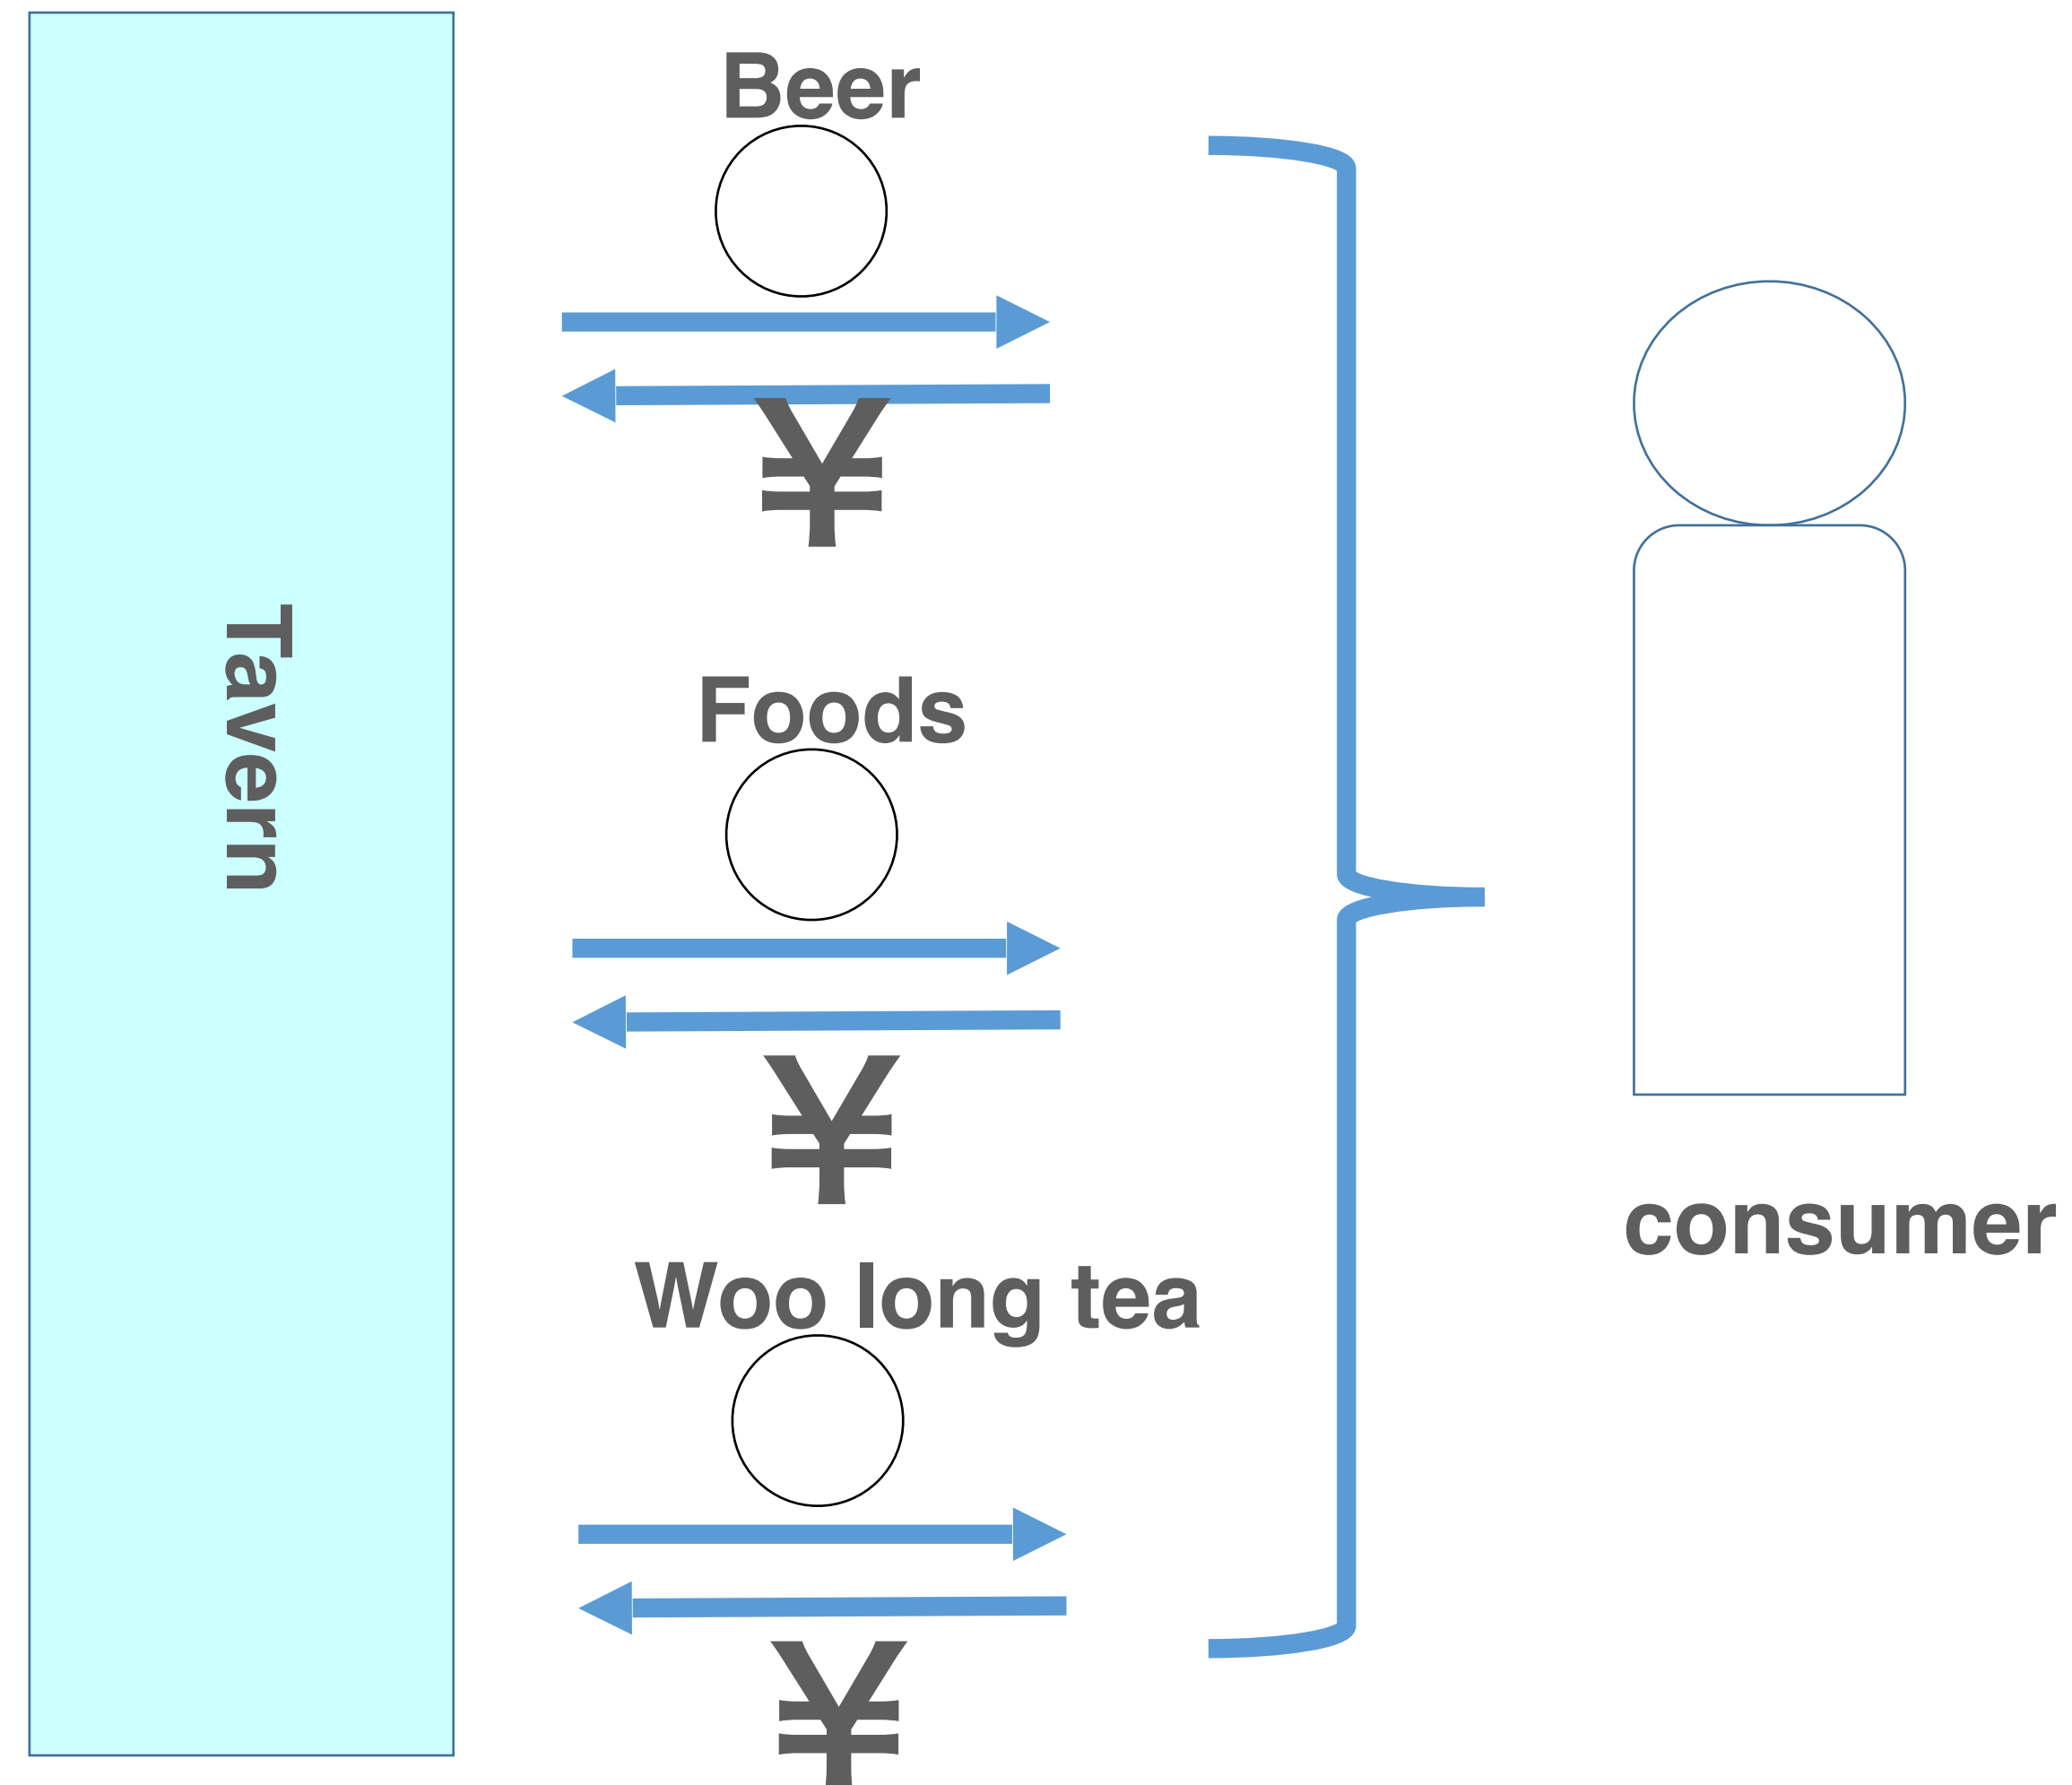 Beer
¥
Tavern
Foods
¥
consumer
Woo long tea
¥